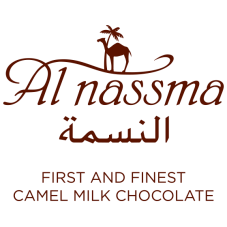 Al nassma
النسمة
FIRST AND FINEST
CAMEL MILK CHOCOLATE